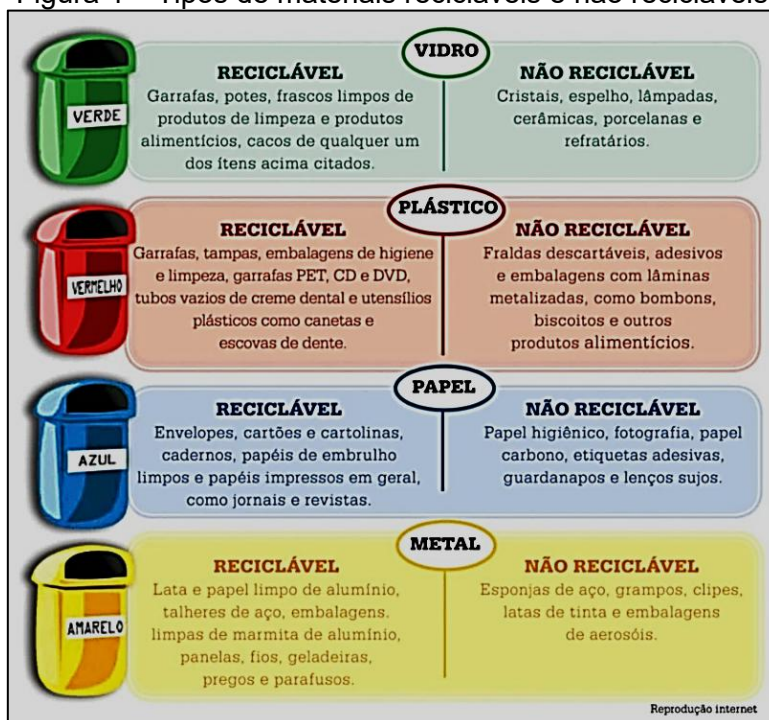 Figura 1 – Tipos de materiais recicláveis e não recicláveis
VIDRO
VERDE
RECICLÁVEL
Garrafas, potes, frascos limpos de
produtos de limpeza e produtos
alimentícios, cacos de qualquer um
dos ítens acima citados.
NÃO RECICLÁVEL
Cristais, espelho, lâmpadas,
cerâmicas, porcelanas e
refratários.
PLÁSTICO
VERMELHO
RECICLÁVEL
Garrafas, tampas, embalagens de higiene
e limpeza, garrafas PET, CD e DVD,
tubos vazios de creme dental e utensílios
plásticos como canetas e
escovas de dente.
NÃO RECICLÁVEL
Fraldas descartáveis, adesivos
e embalagens com lâminas
metalizadas, como bombons,
biscoitos e outros
produtos alimentícios.
PAPEL
AZUL
RECICLÁVEL
Envelopes, cartões e cartolinas,
cadernos, papéis de embrulho
limpos e papéis impressos em geral,
como jornais e revistas.
NÃO RECICLÁVEL
Papel higiênico, fotografia, papel
carbono, etiquetas adesivas,
guardanapos e lenços sujos.
METAL
AMARELO
RECICLÁVEL
Lata e papel limpo de alumínio,
talheres de aço, embalagens.
limpas de marmita de alumínio,
panelas, fios, geladeiras,
pregos e parafusos.
NÃO RECICLÁVEL
Esponjas de aço, grampos, clipes,
latas de tinta e embalagens
de aerosóis.
Reprodução internet